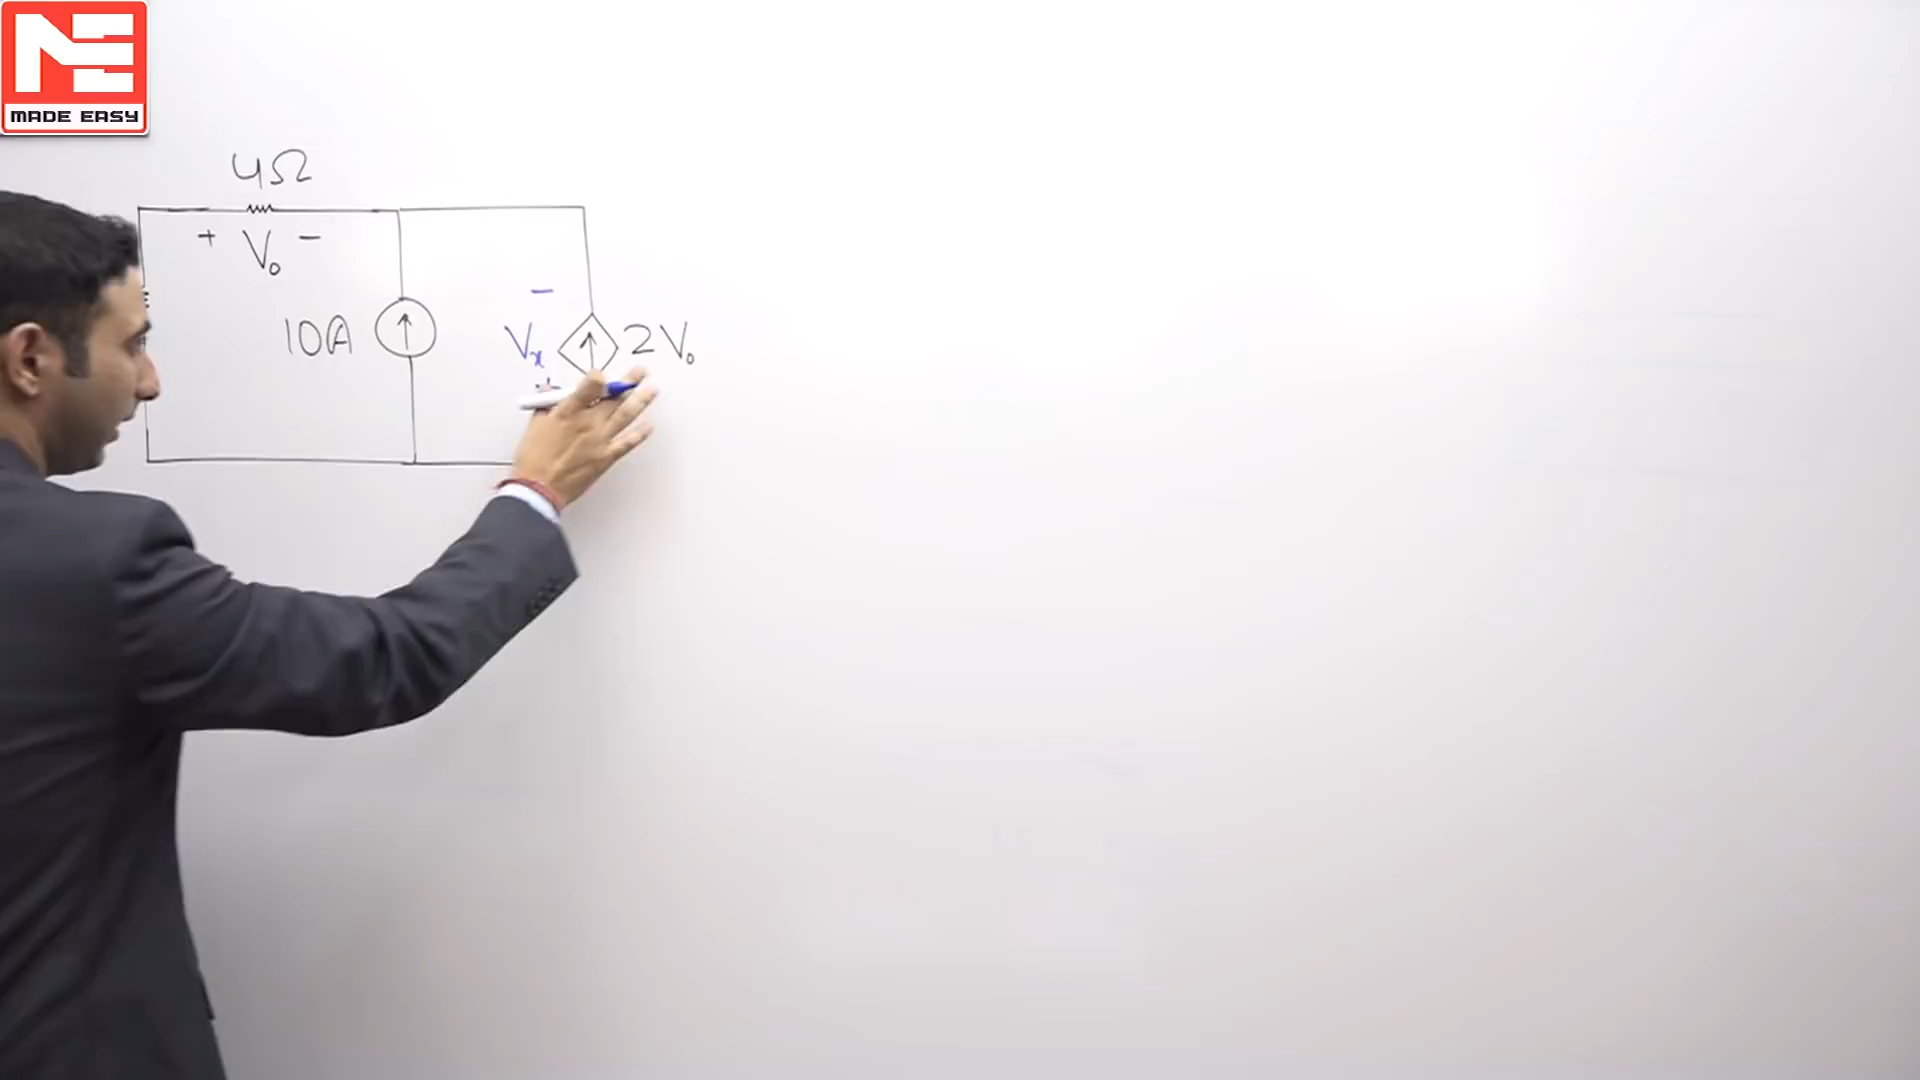 MADE EASY
4Ω
+ V₀ −
10A
−
Vₓ
+
2V₀